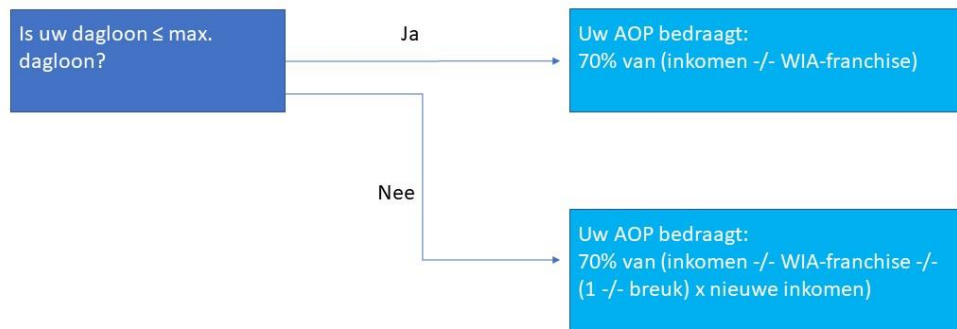 Is uw dagloon ≤ max.
dagloon?
Ja
Uw AOP bedraagt:
70% van (inkomen -/- WIA-franchise)
Nee
Uw AOP bedraagt:
70% van (inkomen -/- WIA-franchise -/-
(1 -/- breuk) x nieuwe inkomen)